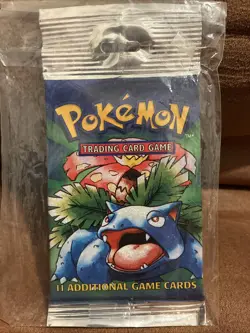 POKéMON
TRADING CARD GAME
11 ADDITIONAL GAME CARDS